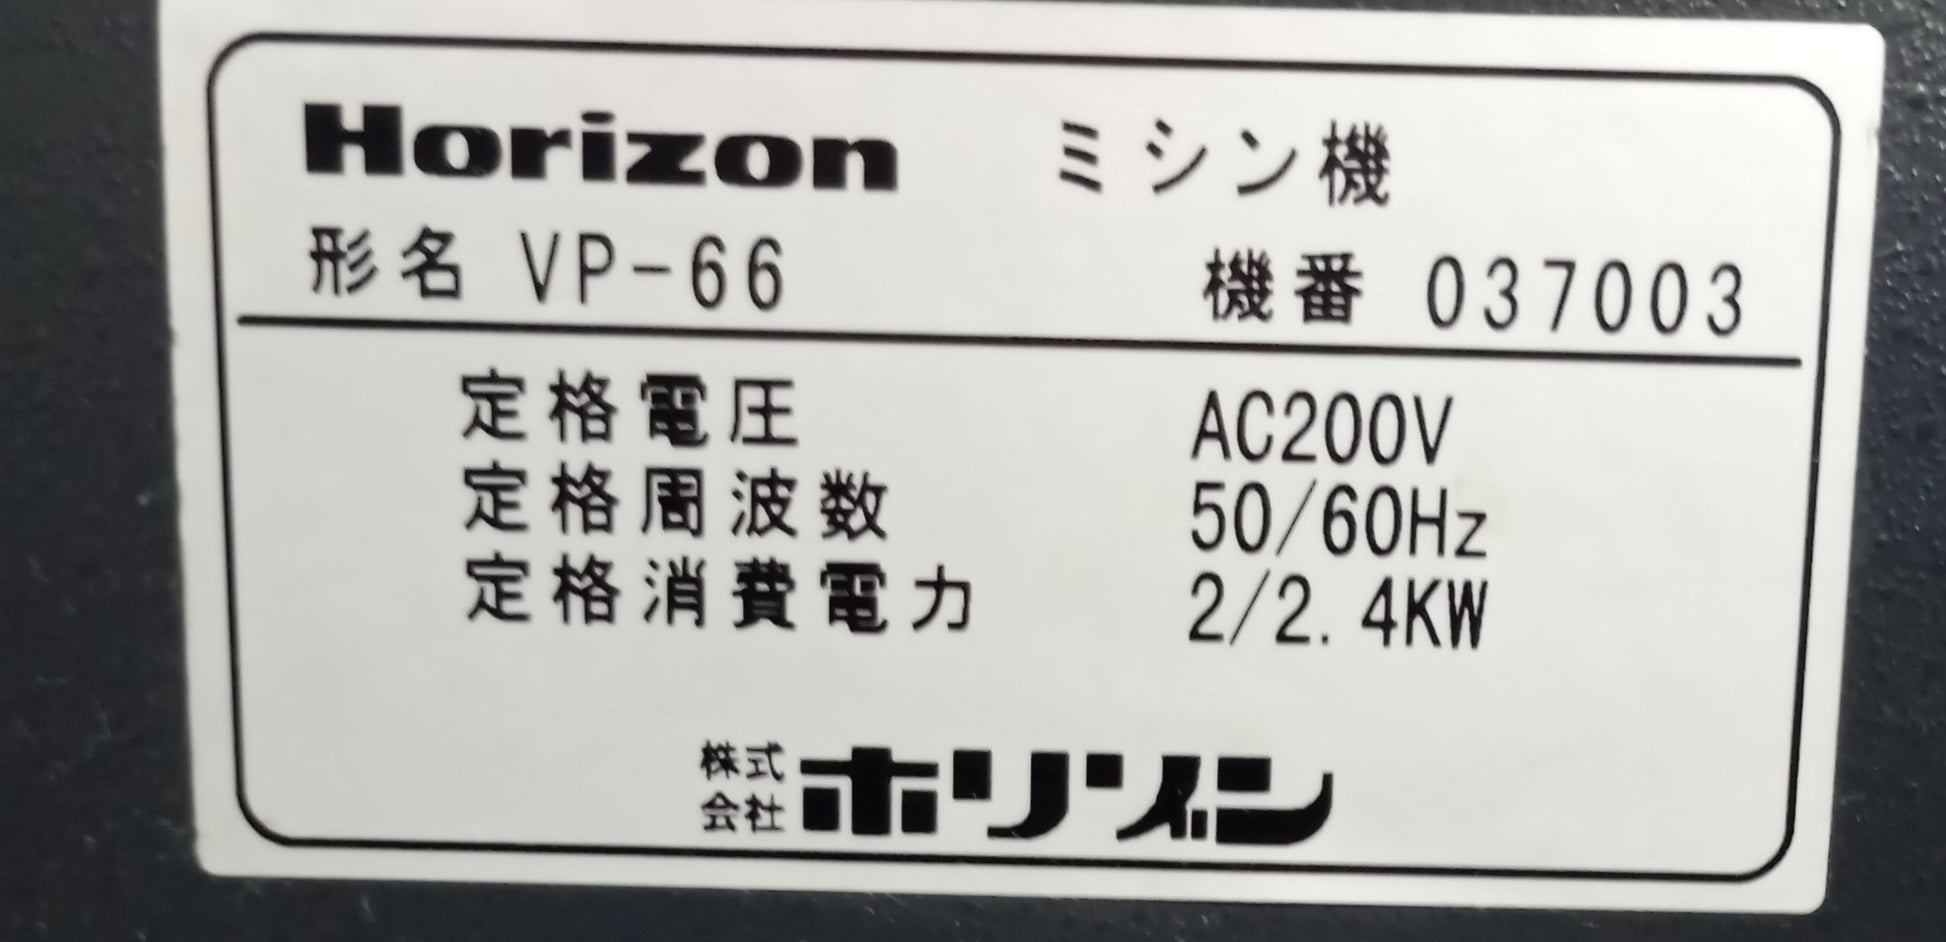 Horizon ミシン機
形名 VP-66 機番 037003
定格電圧 AC200V
定格周波数 50/60Hz
定格消費電力 2/2.4KW
株式会社ホリゾン